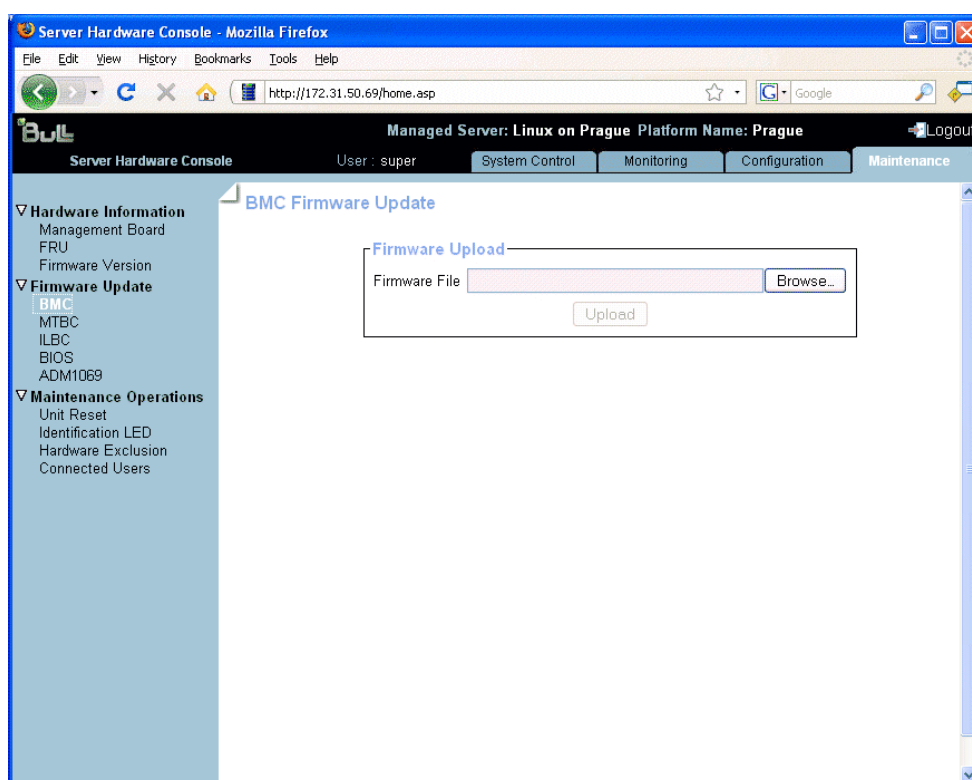 Server Hardware Console - Mozilla Firefox
File Edit View History Bookmarks Tools Help
http://172.31.50.69/home.asp
G Google
Bull
Managed Server: Linux on Prague Platform Name: Prague
Logout
Server Hardware Console
User : super
System Control
Monitoring
Configuration
Maintenance
Hardware Information
Management Board
FRU
Firmware Version
Firmware Update
BMC
MTBC
ILBC
BIOS
ADM1069
Maintenance Operations
Unit Reset
Identification LED
Hardware Exclusion
Connected Users
BMC Firmware Update
Firmware Upload
Firmware File
Browse...
Upload